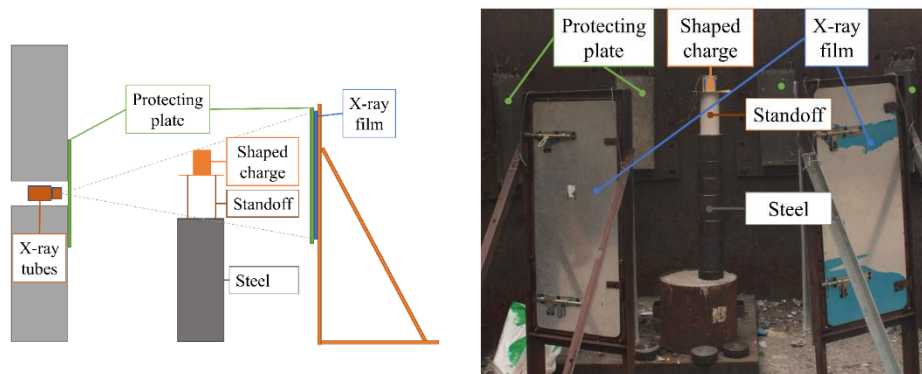 Protecting
plate
X-ray
film
Shaped
charge
Standoff
X-ray
tubes
Steel
Protecting
plate
Shaped
charge
X-ray
film
Standoff
Steel